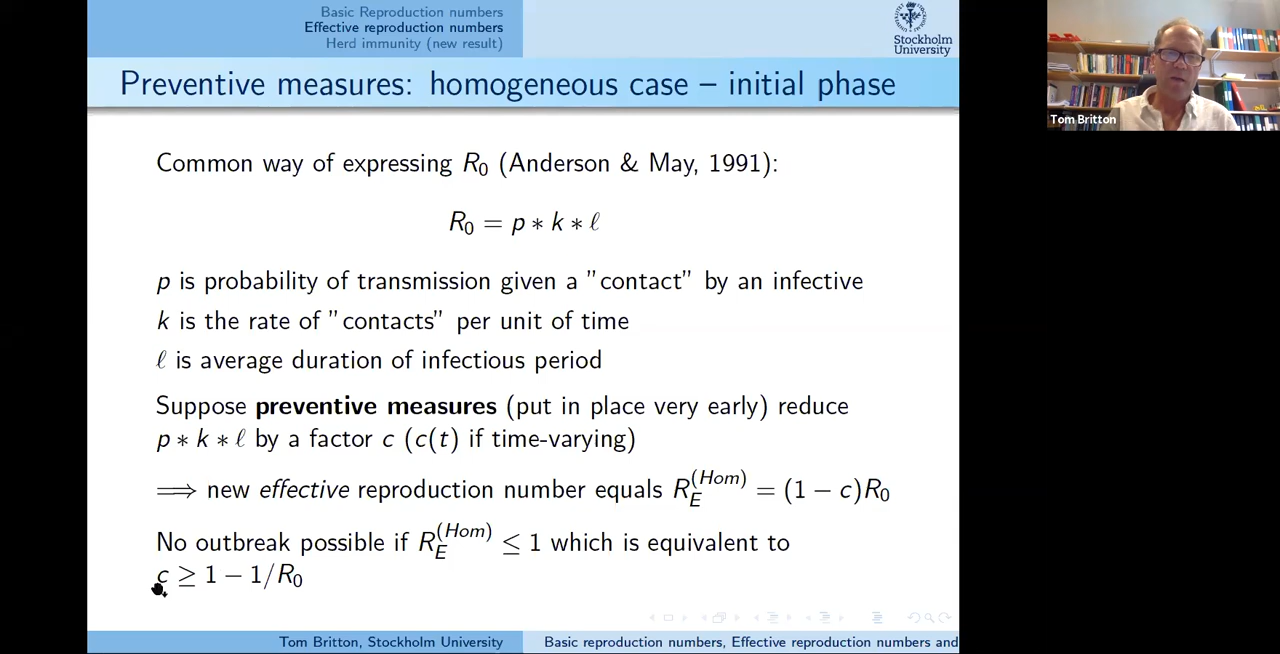 Basic Reproduction numbers
Effective reproduction numbers
Herd immunity (new result)
Stockholm
University
Preventive measures: homogeneous case – initial phase
Tom Britton
Common way of expressing R₀ (Anderson & May, 1991):
R₀ = p ∗ k ∗ ℓ
p is probability of transmission given a ”contact” by an infective
k is the rate of ”contacts” per unit of time
ℓ is average duration of infectious period
Suppose preventive measures (put in place very early) reduce
p ∗ k ∗ ℓ by a factor c (c(t) if time-varying)
⟹ new effective reproduction number equals R_E^(Hom) = (1 − c)R₀
No outbreak possible if R_E^(Hom) ≤ 1 which is equivalent to
c ≥ 1 − 1/R₀
Tom Britton, Stockholm University
Basic reproduction numbers, Effective reproduction numbers and